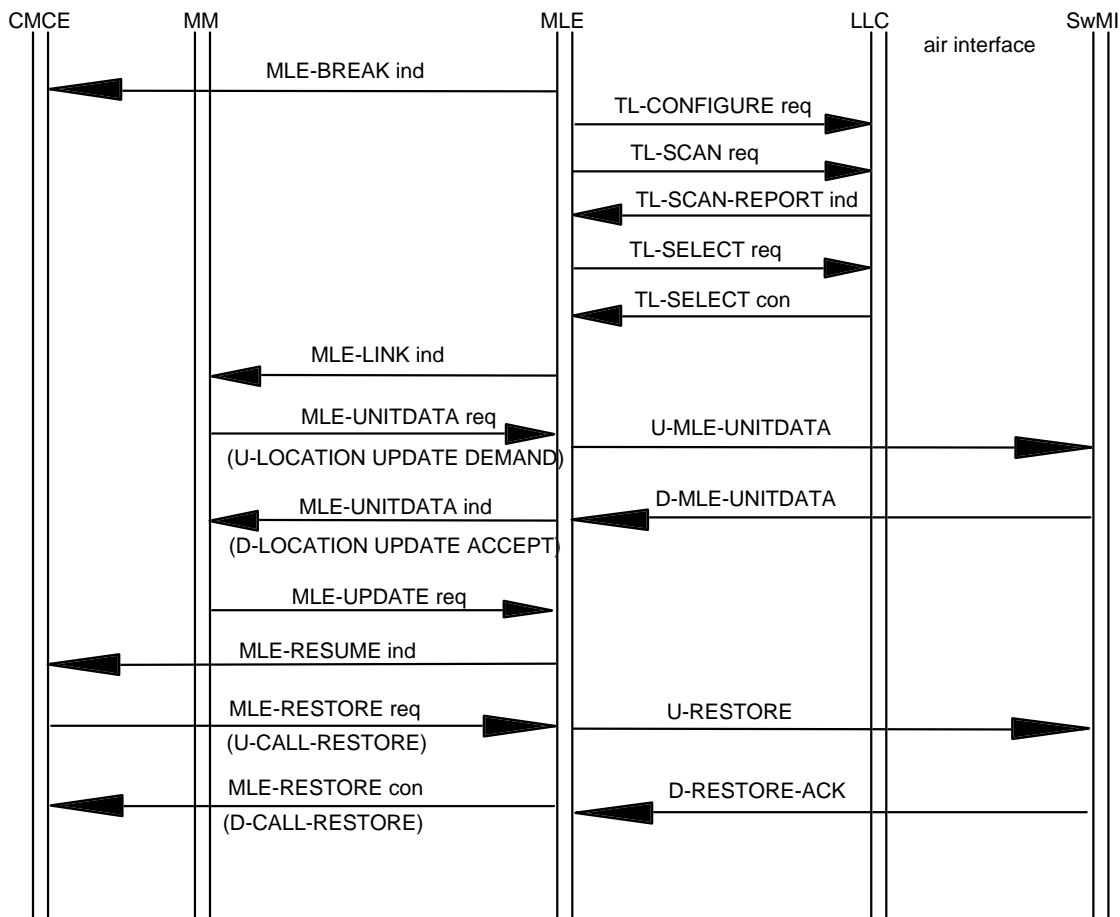 CMCE MM MLE LLC SwMI
air interface
MLE-BREAK ind
TL-CONFIGURE req
TL-SCAN req
TL-SCAN-REPORT ind
TL-SELECT req
TL-SELECT con
MLE-LINK ind
MLE-UNITDATA req
U-MLE-UNITDATA
(U-LOCATION UPDATE DEMAND)
MLE-UNITDATA ind
D-MLE-UNITDATA
(D-LOCATION UPDATE ACCEPT)
MLE-UPDATE req
MLE-RESUME ind
MLE-RESTORE req
U-RESTORE
(U-CALL-RESTORE)
MLE-RESTORE con
D-RESTORE-ACK
(D-CALL-RESTORE)